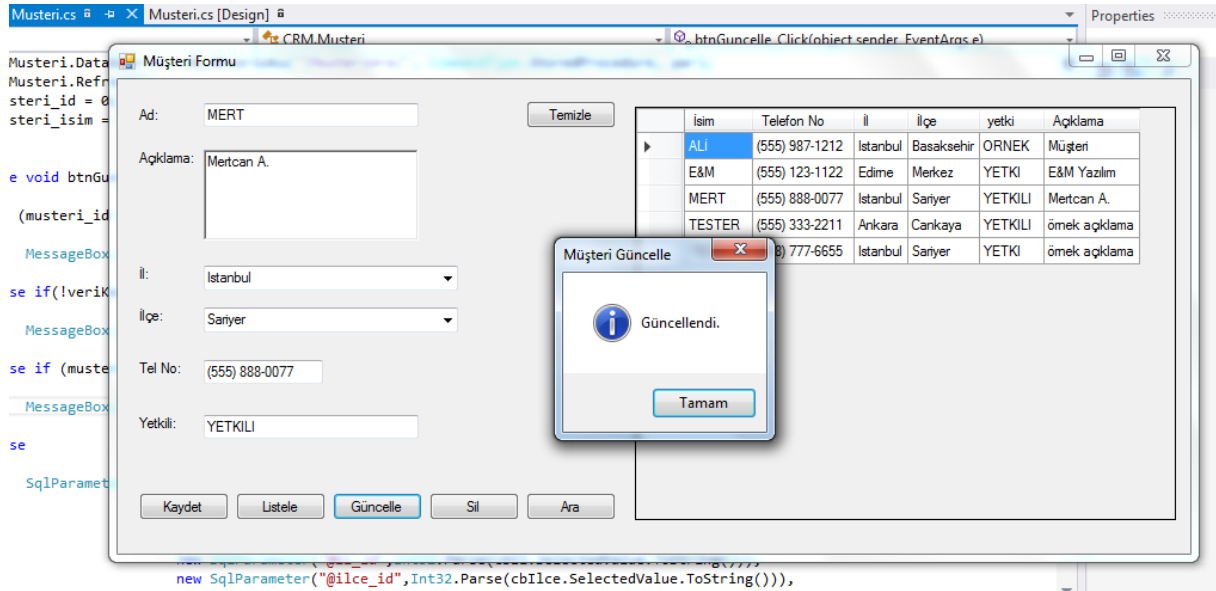 Musteri.cs Musteri.cs [Design] Properties
CRM.Musteri btnGuncelle_Click(object sender, EventArgs e)
Musteri.Data
Musteri.Refr
steri_id = 0
steri_isim =
e void btnGu
(musteri_id
MessageBox
se if(!veriK
MessageBox
se if (muste
MessageBox
se
SqlParamet
Müşteri Formu
Ad: MERT Temizle
Açıklama: Mertcan A.
İl: Istanbul
İlçe: Sariyer
Tel No: (555) 888-0077
Yetkili: YETKILI
Kaydet Listele Güncelle Sil Ara
İsim Telefon No il ilçe yetki Açıklama
ALİ (555) 987-1212 Istanbul Basaksehir ORNEK Müşteri
E&M (555) 123-1122 Edirne Merkez YETKI E&M Yazılım
MERT (555) 888-0077 Istanbul Sariyer YETKILI Mertcan A.
TESTER (555) 333-2211 Ankara Cankaya YETKILI örnek açıklama
777-6655 Istanbul Sariyer YETKI örnek açıklama
Müşteri Güncelle
Güncellendi.
Tamam
new SqlParameter("@ilce_id",Int32.Parse(cbIlce.SelectedValue.ToString())),